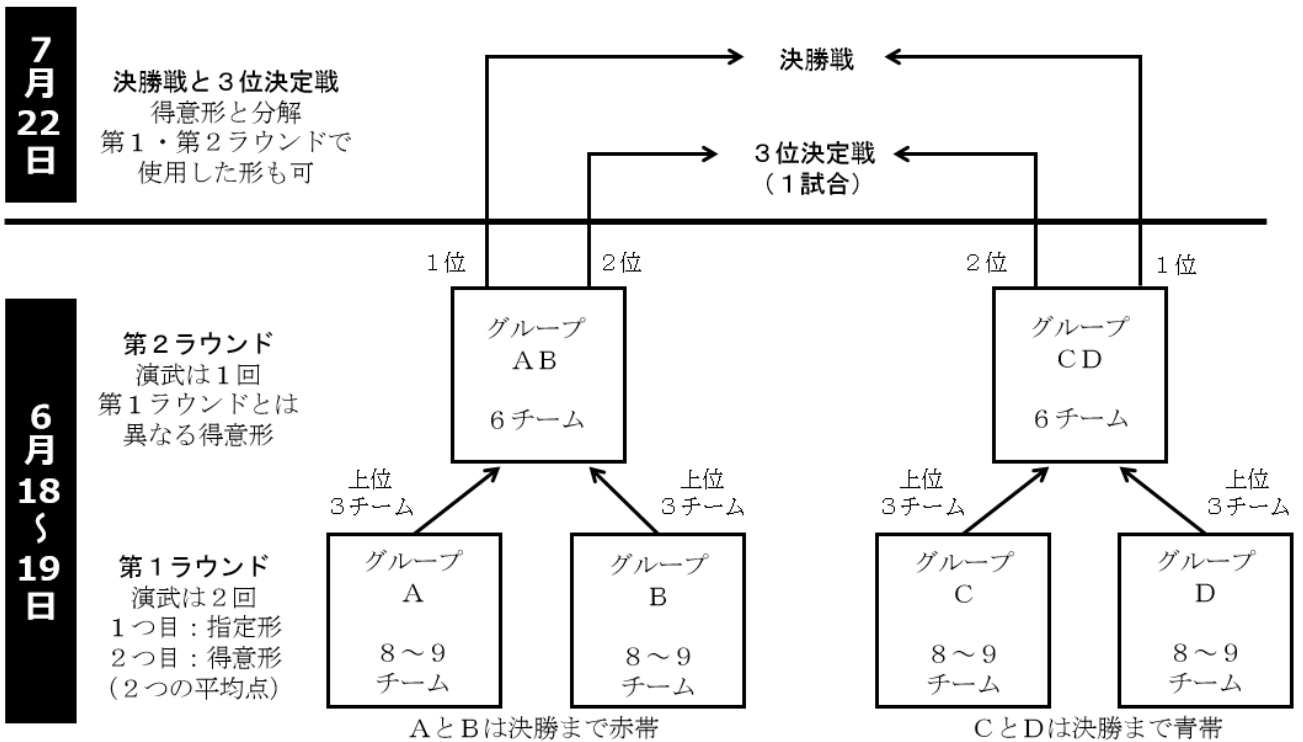 7月22日
決勝戦と３位決定戦
得意形と分解
第１・第２ラウンドで
使用した形も可
決勝戦
３位決定戦
（１試合）
１位
２位
２位
１位
6月18～19日
第２ラウンド
演武は１回
第１ラウンドとは
異なる得意形
グループ
ＡＢ
６チーム
グループ
ＣＤ
６チーム
上位
３チーム
上位
３チーム
上位
３チーム
上位
３チーム
第１ラウンド
演武は２回
１つ目：指定形
２つ目：得意形
（２つの平均点）
グループ
Ａ
８～９
チーム
グループ
Ｂ
８～９
チーム
グループ
Ｃ
８～９
チーム
グループ
Ｄ
８～９
チーム
ＡとＢは決勝まで赤帯
ＣとＤは決勝まで青帯